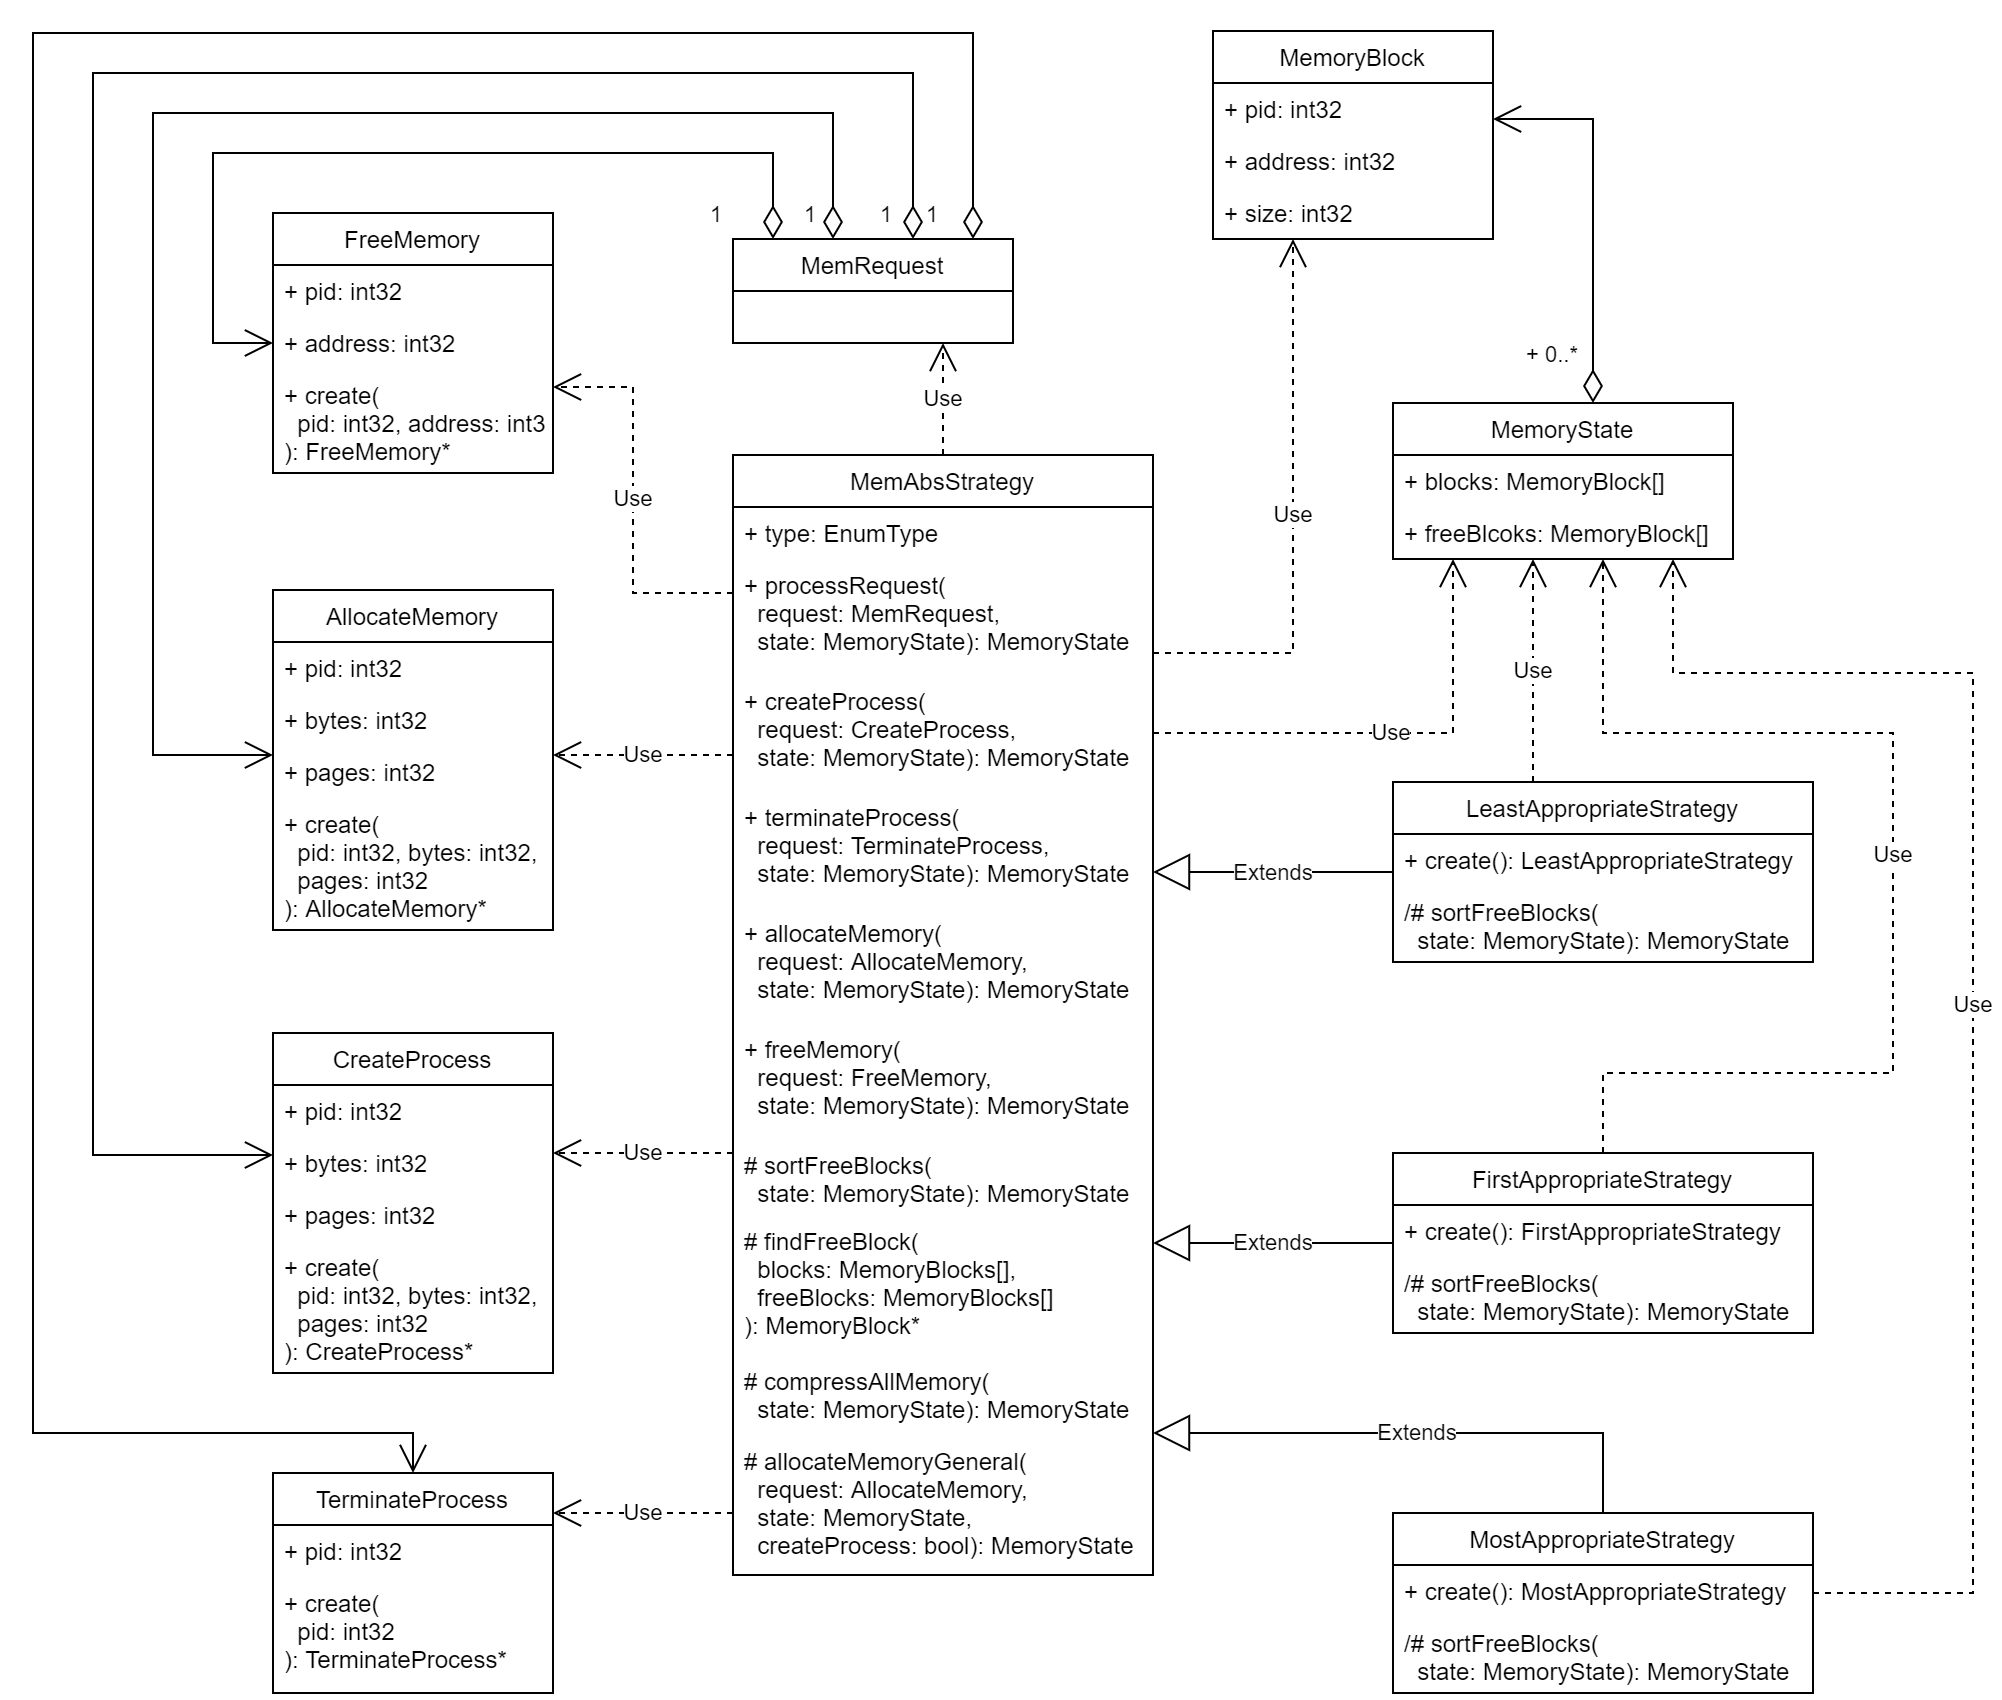 MemoryBlock
+ pid: int32
+ address: int32
+ size: int32
1
1
1
1
FreeMemory
+ pid: int32
+ address: int32
+ create(
pid: int32, address: int3
): FreeMemory*
MemRequest
Use
+ 0..*
MemoryState
+ blocks: MemoryBlock[]
+ freeBlcoks: MemoryBlock[]
Use
Use
MemAbsStrategy
+ type: EnumType
+ processRequest(
request: MemRequest,
state: MemoryState): MemoryState
+ createProcess(
request: CreateProcess,
state: MemoryState): MemoryState
+ terminateProcess(
request: TerminateProcess,
state: MemoryState): MemoryState
+ allocateMemory(
request: AllocateMemory,
state: MemoryState): MemoryState
+ freeMemory(
request: FreeMemory,
state: MemoryState): MemoryState
# sortFreeBlocks(
state: MemoryState): MemoryState
# findFreeBlock(
blocks: MemoryBlocks[],
freeBlocks: MemoryBlocks[]
): MemoryBlock*
# compressAllMemory(
state: MemoryState): MemoryState
# allocateMemoryGeneral(
request: AllocateMemory,
state: MemoryState,
createProcess: bool): MemoryState
AllocateMemory
+ pid: int32
+ bytes: int32
+ pages: int32
+ create(
pid: int32, bytes: int32,
pages: int32
): AllocateMemory*
Use
Use
Use
LeastAppropriateStrategy
+ create(): LeastAppropriateStrategy
/# sortFreeBlocks(
state: MemoryState): MemoryState
Extends
Use
Use
CreateProcess
+ pid: int32
+ bytes: int32
+ pages: int32
+ create(
pid: int32, bytes: int32,
pages: int32
): CreateProcess*
Use
FirstAppropriateStrategy
+ create(): FirstAppropriateStrategy
/# sortFreeBlocks(
state: MemoryState): MemoryState
Extends
Extends
TerminateProcess
+ pid: int32
+ create(
pid: int32
): TerminateProcess*
Use
MostAppropriateStrategy
+ create(): MostAppropriateStrategy
/# sortFreeBlocks(
state: MemoryState): MemoryState